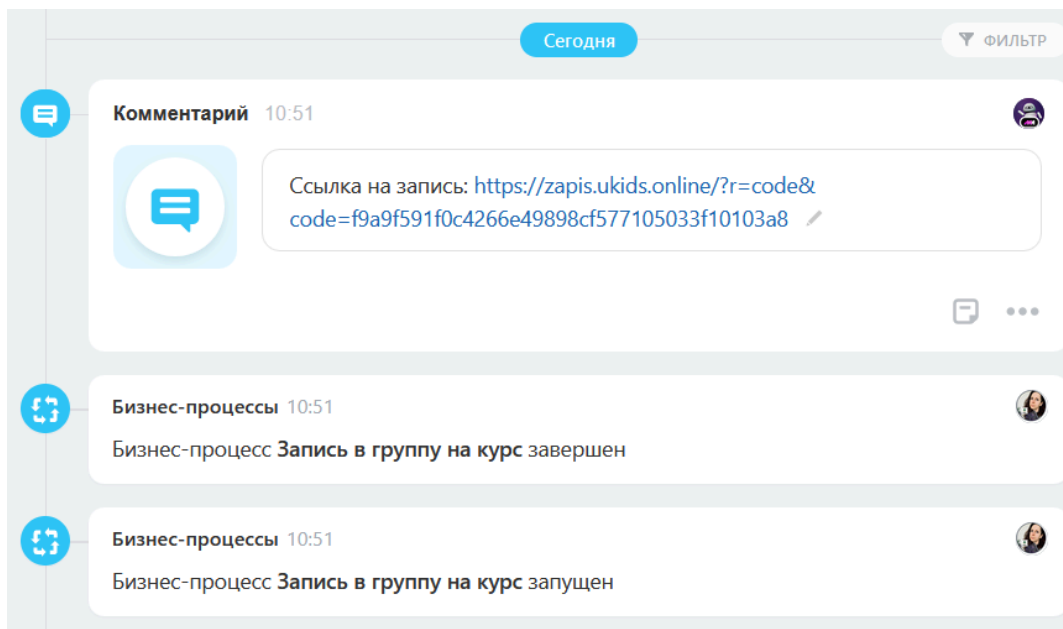 Сегодня
ФИЛЬТР
Комментарий 10:51
Ссылка на запись: https://zapis.ukids.online/?r=code&
code=f9a9f591f0c4266e49898cf577105033f10103a8
Бизнес-процессы 10:51
Бизнес-процесс Запись в группу на курс завершен
Бизнес-процессы 10:51
Бизнес-процесс Запись в группу на курс запущен